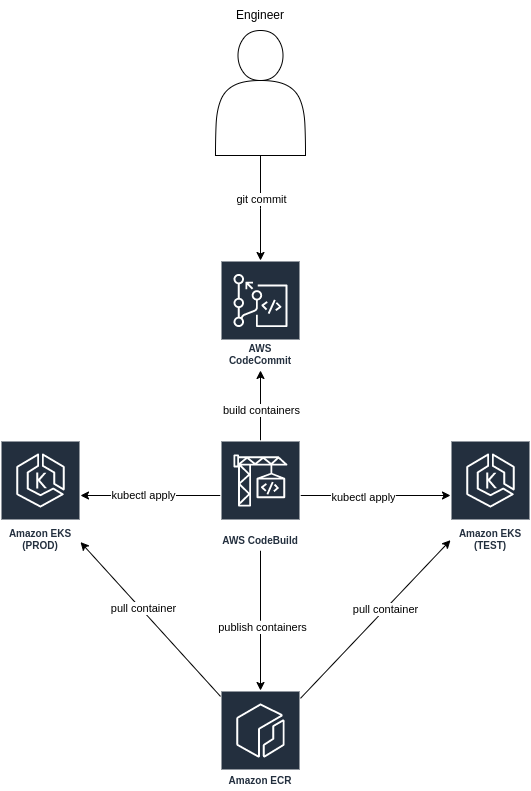 Engineer
git commit
AWS
CodeCommit
build containers
kubectl apply
kubectl apply
Amazon EKS
(PROD)
AWS CodeBuild
Amazon EKS
(TEST)
pull container
pull container
publish containers
Amazon ECR